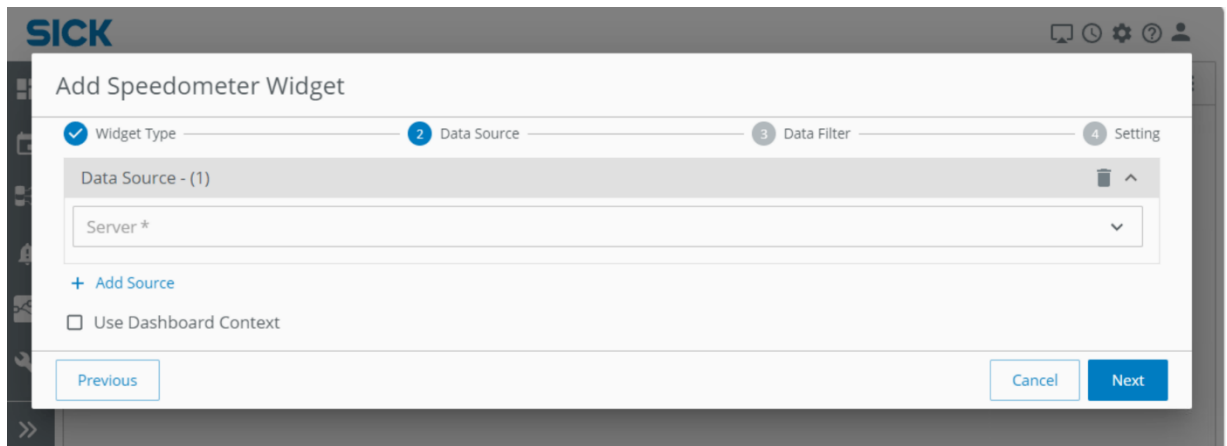 SICK
Add Speedometer Widget
Widget Type
2 Data Source
3 Data Filter
4 Setting
Data Source - (1)
Server *
+ Add Source
Use Dashboard Context
Previous
Cancel
Next